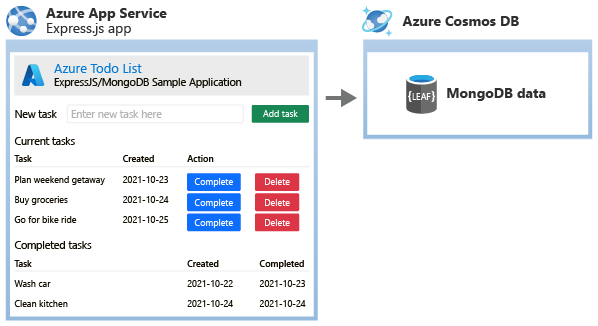 Azure App Service
Express.js app
Azure Todo List
ExpressJS/MongoDB Sample Application
New task Enter new task here Add task
Current tasks
Task Created Action
Plan weekend getaway 2021-10-23 Complete Delete
Buy groceries 2021-10-24 Complete Delete
Go for bike ride 2021-10-25 Complete Delete
Completed tasks
Task Created Completed
Wash car 2021-10-22 2021-10-23
Clean kitchen 2021-10-24 2021-10-24
Azure Cosmos DB
{LEAF}
MongoDB data